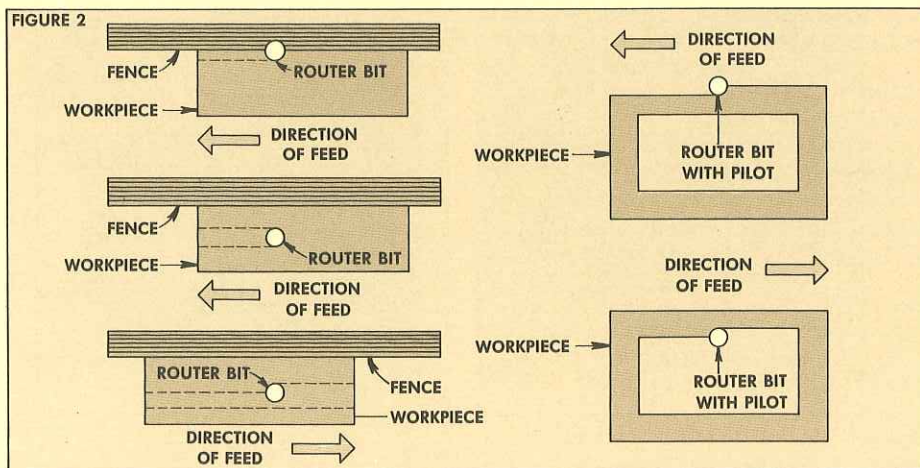 FIGURE 2
FENCE
ROUTER BIT
WORKPIECE
DIRECTION
OF FEED
FENCE
ROUTER BIT
WORKPIECE
DIRECTION
OF FEED
ROUTER BIT
FENCE
WORKPIECE
DIRECTION
OF FEED
DIRECTION
OF FEED
WORKPIECE
ROUTER BIT
WITH PILOT
DIRECTION
OF FEED
WORKPIECE
ROUTER BIT
WITH PILOT